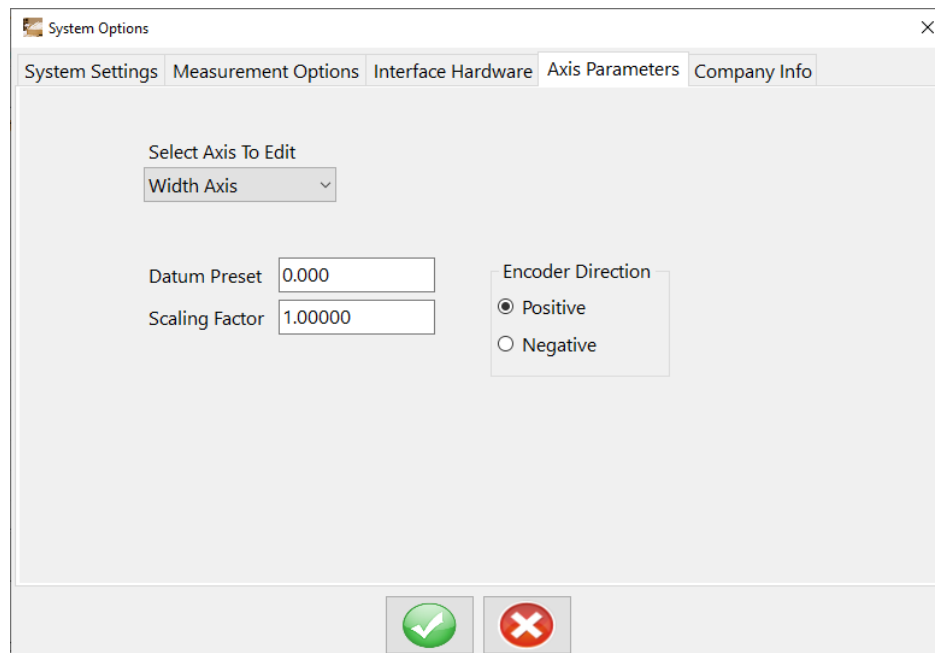 System Options
System Settings Measurement Options Interface Hardware Axis Parameters Company Info
Select Axis To Edit
Width Axis
Datum Preset 0.000
Scaling Factor 1.00000
Encoder Direction
Positive
Negative